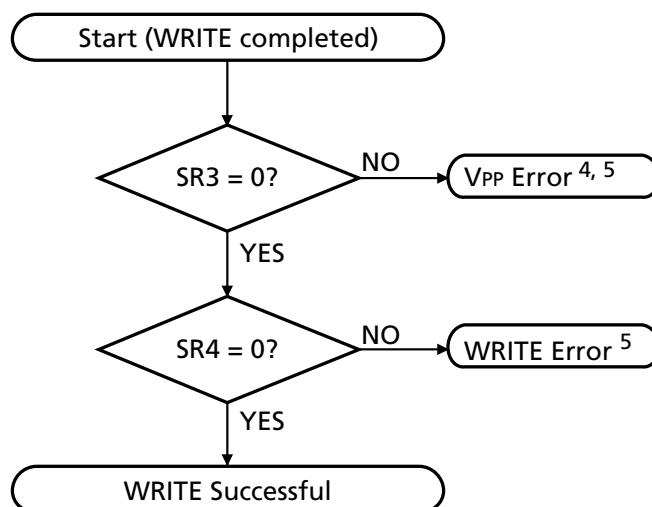 Start (WRITE completed)
SR3 = 0?
NO
VPP Error 4, 5
YES
SR4 = 0?
NO
WRITE Error 5
YES
WRITE Successful